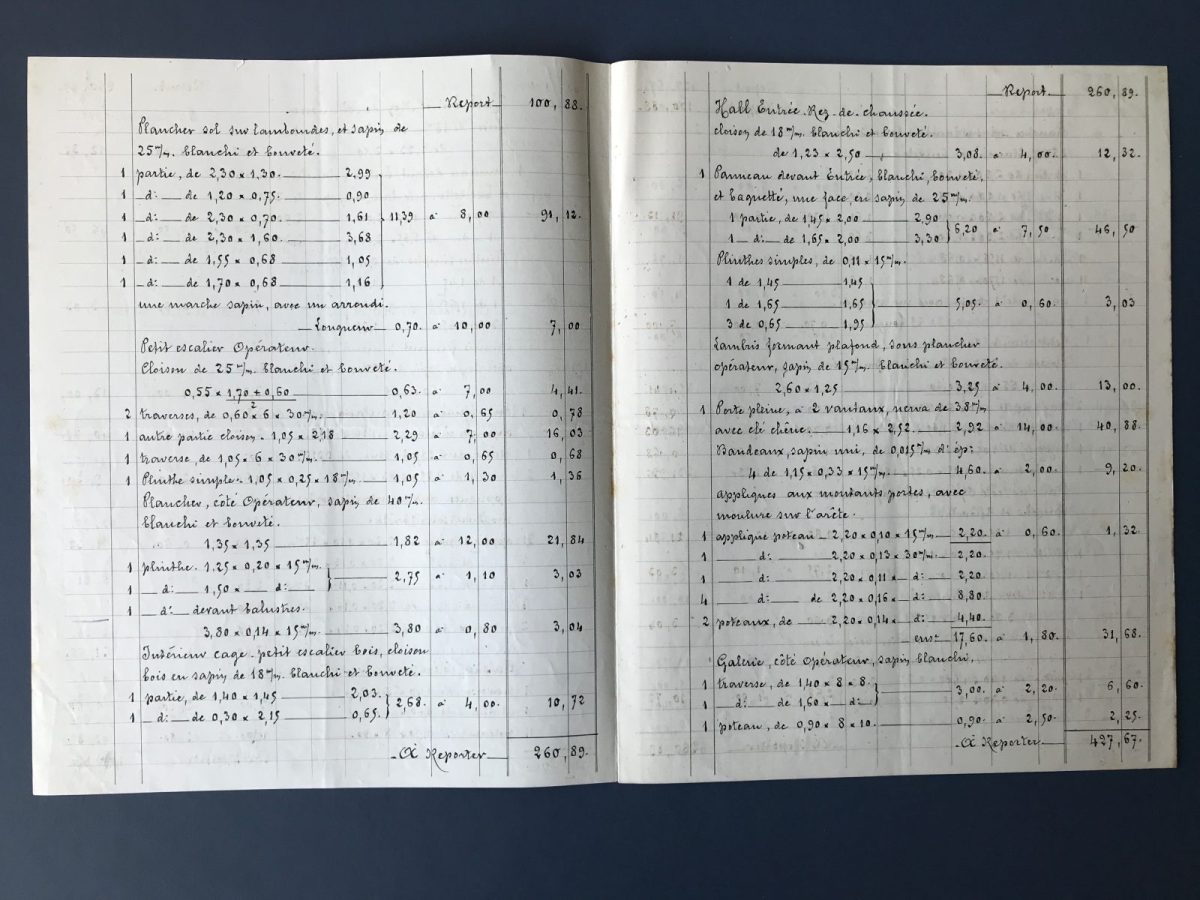 Report 100,88.
Plancher sol sur lambourdes, et sapin de
25 m/m. blanchi et bouveté.
1 partie, de 2,30 × 1,30. 2,99
1 d: de 1,20 × 0,75. 0,90
1 d: de 2,30 × 0,70. 1,61 } 11,39 à 8,00 91,12.
1 d: de 2,30 × 1,60. 3,68
1 d: de 1,55 × 0,68 1,05
1 d: de 1,70 × 0,68 1,16
une marche sapin, avec un arrondi.
Longueur 0,70. à 10,00 7,00
Petit escalier Opérateur.
Cloison de 25 m/m. blanchi et bouveté.
0,55 × 1,70 + 0,60 / 2 0,63. à 7,00 4,41.
2 traverses, de 0,60 × 6 × 30 m/m. 1,20 à 0,65 0,78
1 autre partie cloison. 1,05 × 2,18 2,29 à 7,00 16,03
1 traverse, de 1,05 × 6 × 30 m/m. 1,05 à 0,65 0,68
1 Plinthe simple. 1,05 × 0,25 × 18 m/m. 1,05 à 1,30 1,36
Plancher, côté Opérateur, sapin de 40 m/m.
blanchi et bouveté.
1,35 × 1,35 1,82 à 12,00 21,84
1 plinthe. 1,25 × 0,20 × 15 m/m.
1 d: 1,50 × d: } 2,75 à 1,10 3,03
1 d: devant balustres.
3,80 × 0,14 × 15 m/m. 3,80 à 0,80 3,04
Intérieur cage petit escalier bois, cloison
bois en sapin de 18 m/m. blanchi et bouveté.
1 partie, de 1,40 × 1,45 2,03.
1 d: de 0,30 × 2,15 0,65. } 2,68 à 4,00. 10,72
A Reporter 260,89.
Report. 260,89.
Hall Entrée. Rez-de-chaussée.
cloison de 18 m/m. blanchi et bouveté.
de 1,23 × 2,50 3,08. à 4,00. 12,32.
1 Panneau devant Entrée, blanchi, bouveté,
et baguetté, une face, en sapin de 25 m/m.
1 partie, de 1,45 × 2,00 2,90
1 d: de 1,65 × 2,00 3,30 } 6,20 à 7,50 46,50
Plinthes simples, de 0,11 × 15 m/m.
1 de 1,45 1,45
1 de 1,65 1,65 } 5,05. à 0,60. 3,03
3 de 0,65 1,95
Lambris formant plafond, sous plancher
opérateur, sapin de 15 m/m. blanchi et bouveté.
2,60 × 1,25 3,25 à 4,00. 13,00
1 Porte pleine, à 2 vantaux, nerva de 38 m/m
avec clé chêne. 1,16 × 2,52. 2,92 à 14,00. 40,88.
Bandeaux, sapin uni, de 0,015 m/m d' ép:
4 de 1,15 × 0,33 × 15 m/m 4,60. à 2,00. 9,20.
appliques aux montants portes, avec
moulure sur l'arête.
1 applique poteau 2,20 × 0,10 × 15 m/m 2,20. à 0,60. 1,32
1 d: 2,20 × 0,13 × 30 m/m 2,20.
1 d: 2,20 × 0,11 × d: 2,20
4 d: de 2,20 × 0,16 × d: 8,80
2 poteaux, de 2,20 × 0,14 × d: 4,40.
ens: 17,60. à 1,80. 31,68.
Galerie, côté Opérateur, sapin blanchi.
1 traverse, de 1,40 × 8 × 8.
1 d: de 1,60 × d: } 3,00. à 2,20. 6,60.
1 poteau, de 0,90 × 8 × 10. 0,90. à 2,50. 2,25.
A Reporter 427,67.